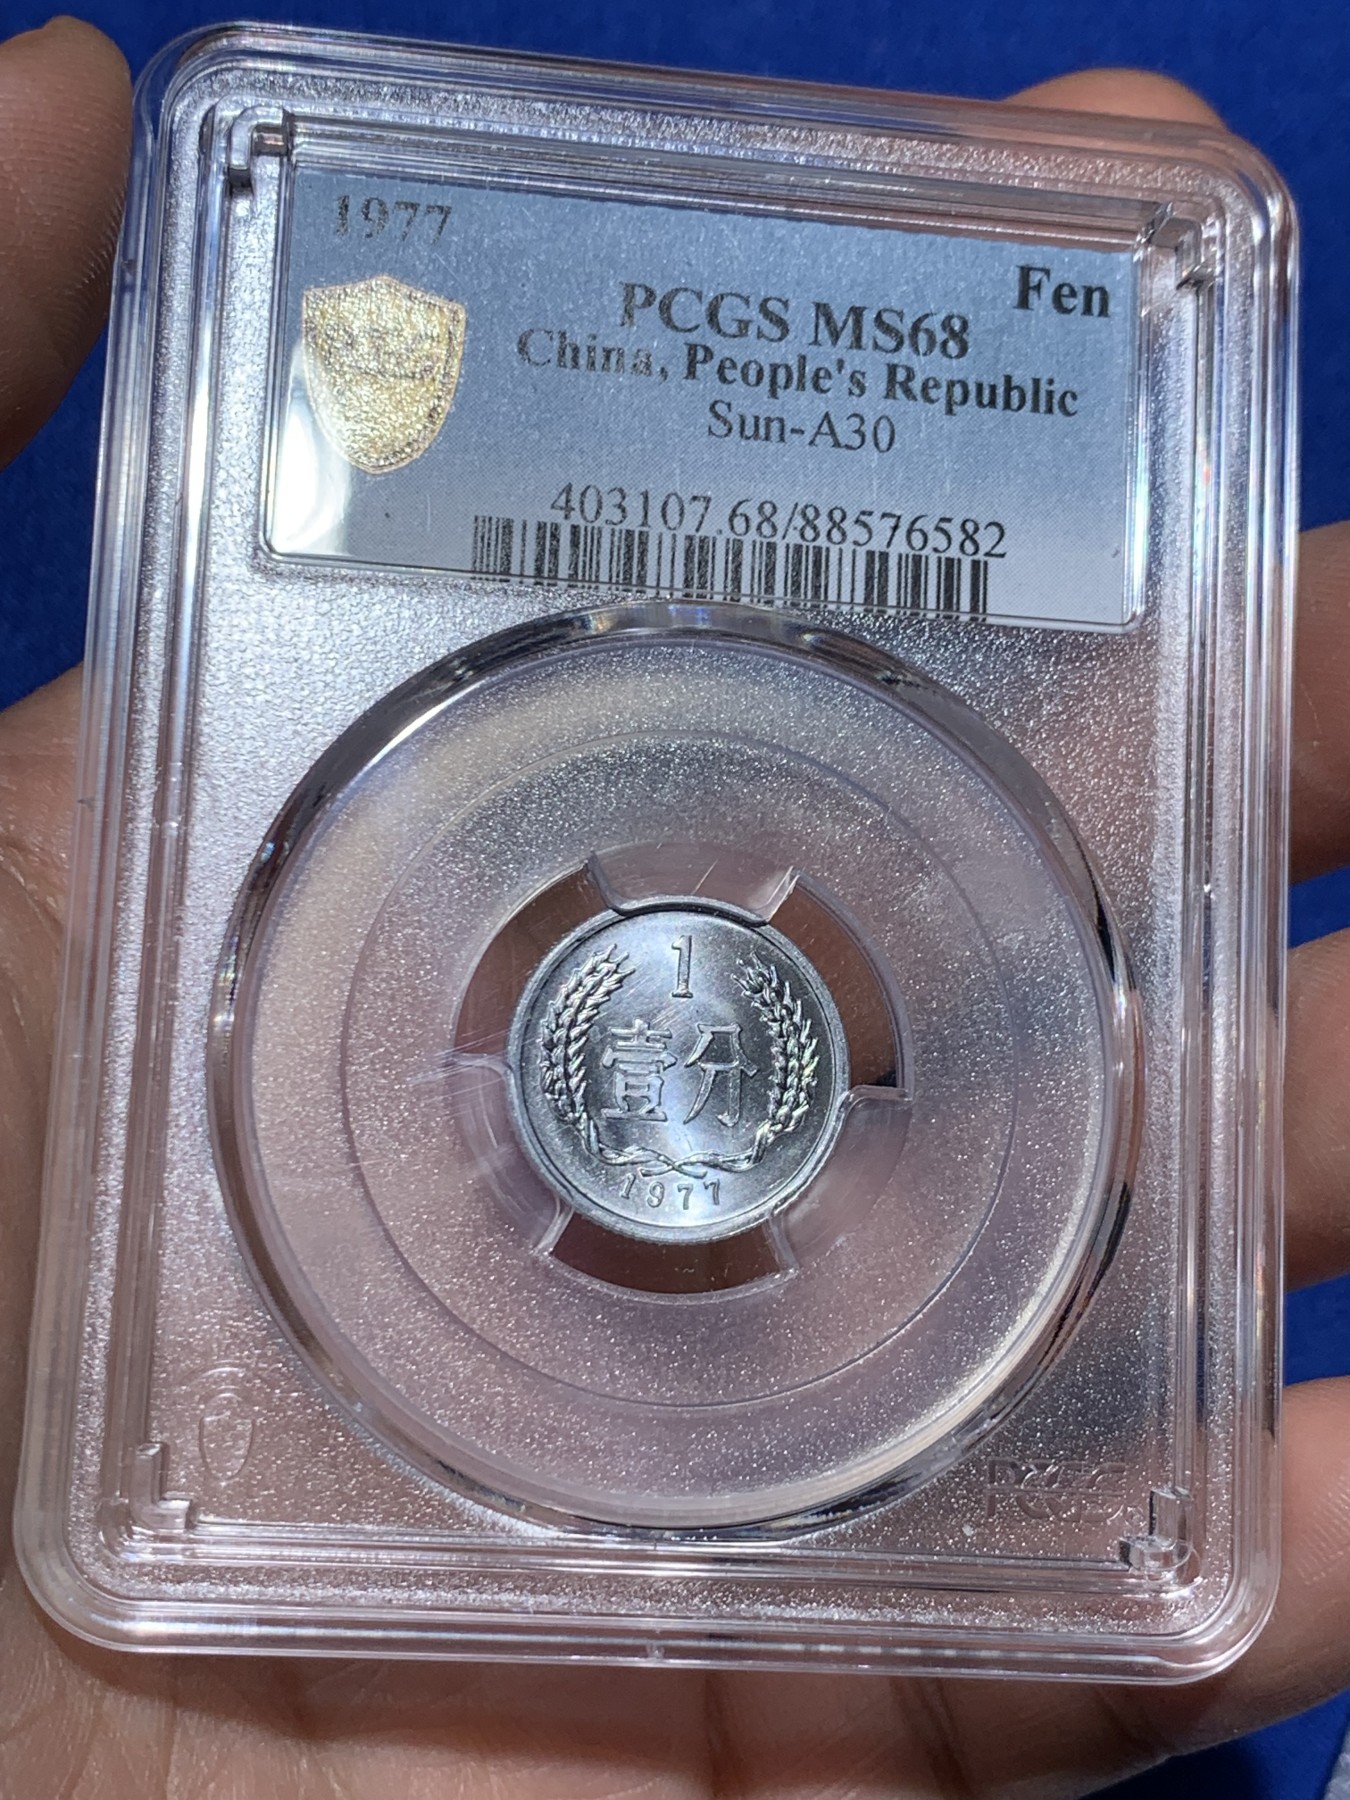 1977
Fen
PCGS MS68
China, People's Republic
Sun-A30
403107.68/88576582
1
壹分
1977
PCGS